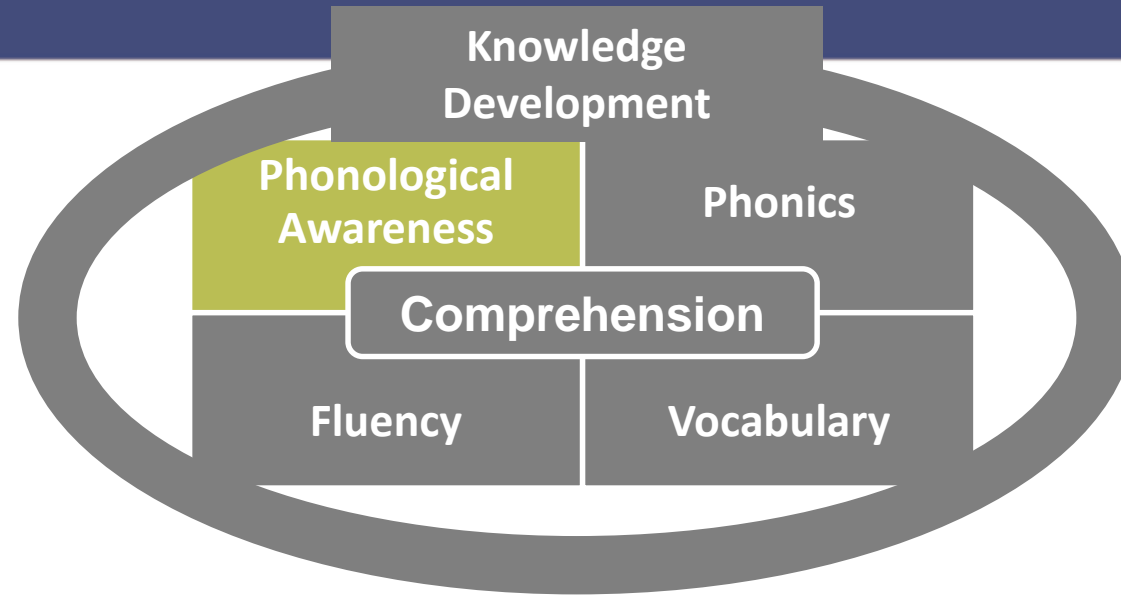 Knowledge
Development
Phonological
Awareness
Phonics
Comprehension
Fluency
Vocabulary